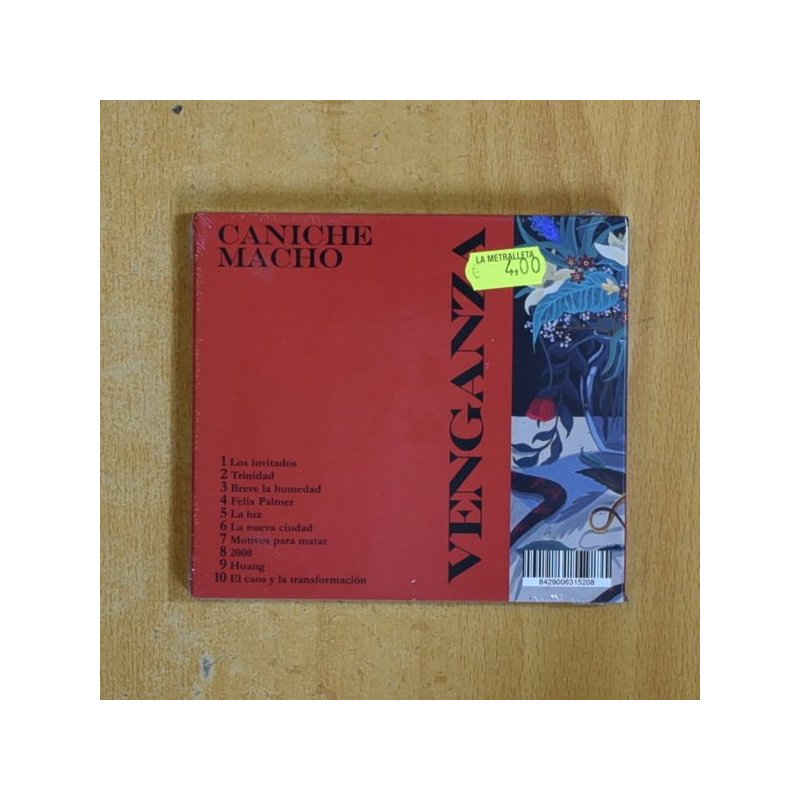 CANICHE
MACHO
LA METRALLETA
€ 4,00
VENGANZA
1 Los invitados
2 Trinidad
3 Breve la humedad
4 Felix Palmer
5 La luz
6 La nueva ciudad
7 Motivos para matar
8 2000
9 Huang
10 El caos y la transformación
8429006315208